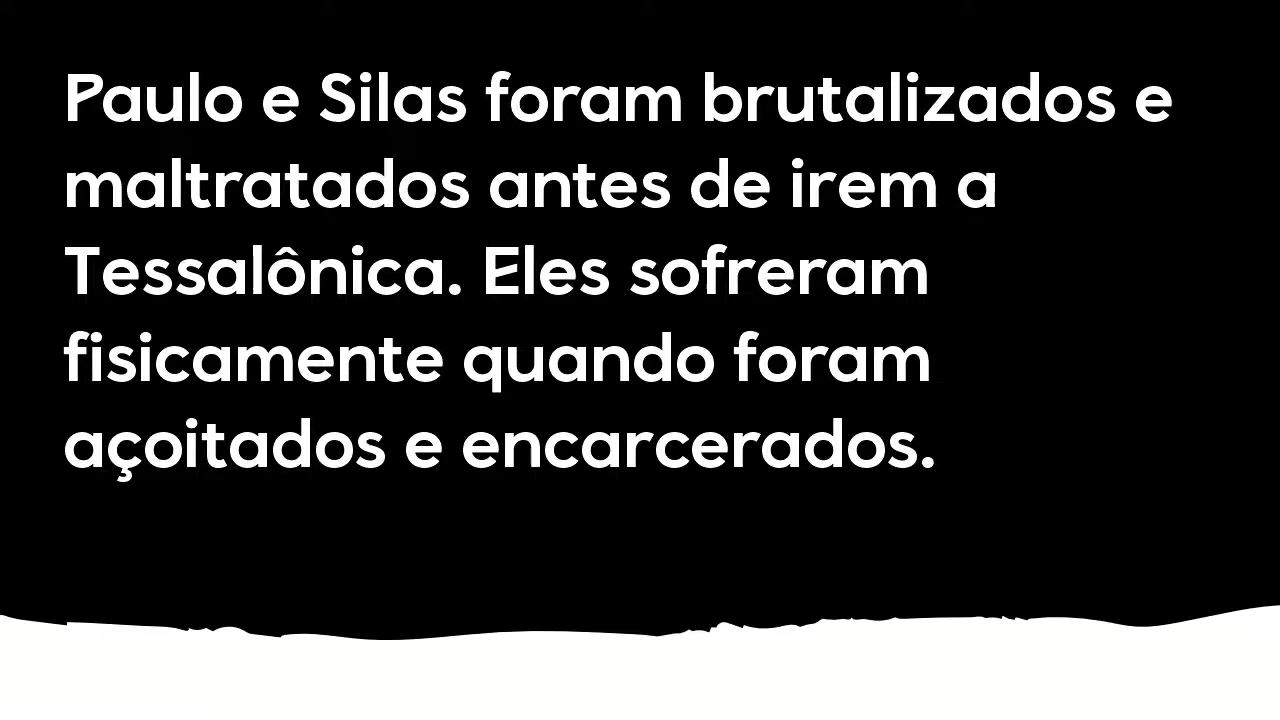 Paulo e Silas foram brutalizados e
maltratados antes de irem a
Tessalônica. Eles sofreram
fisicamente quando foram
açoitados e encarcerados.